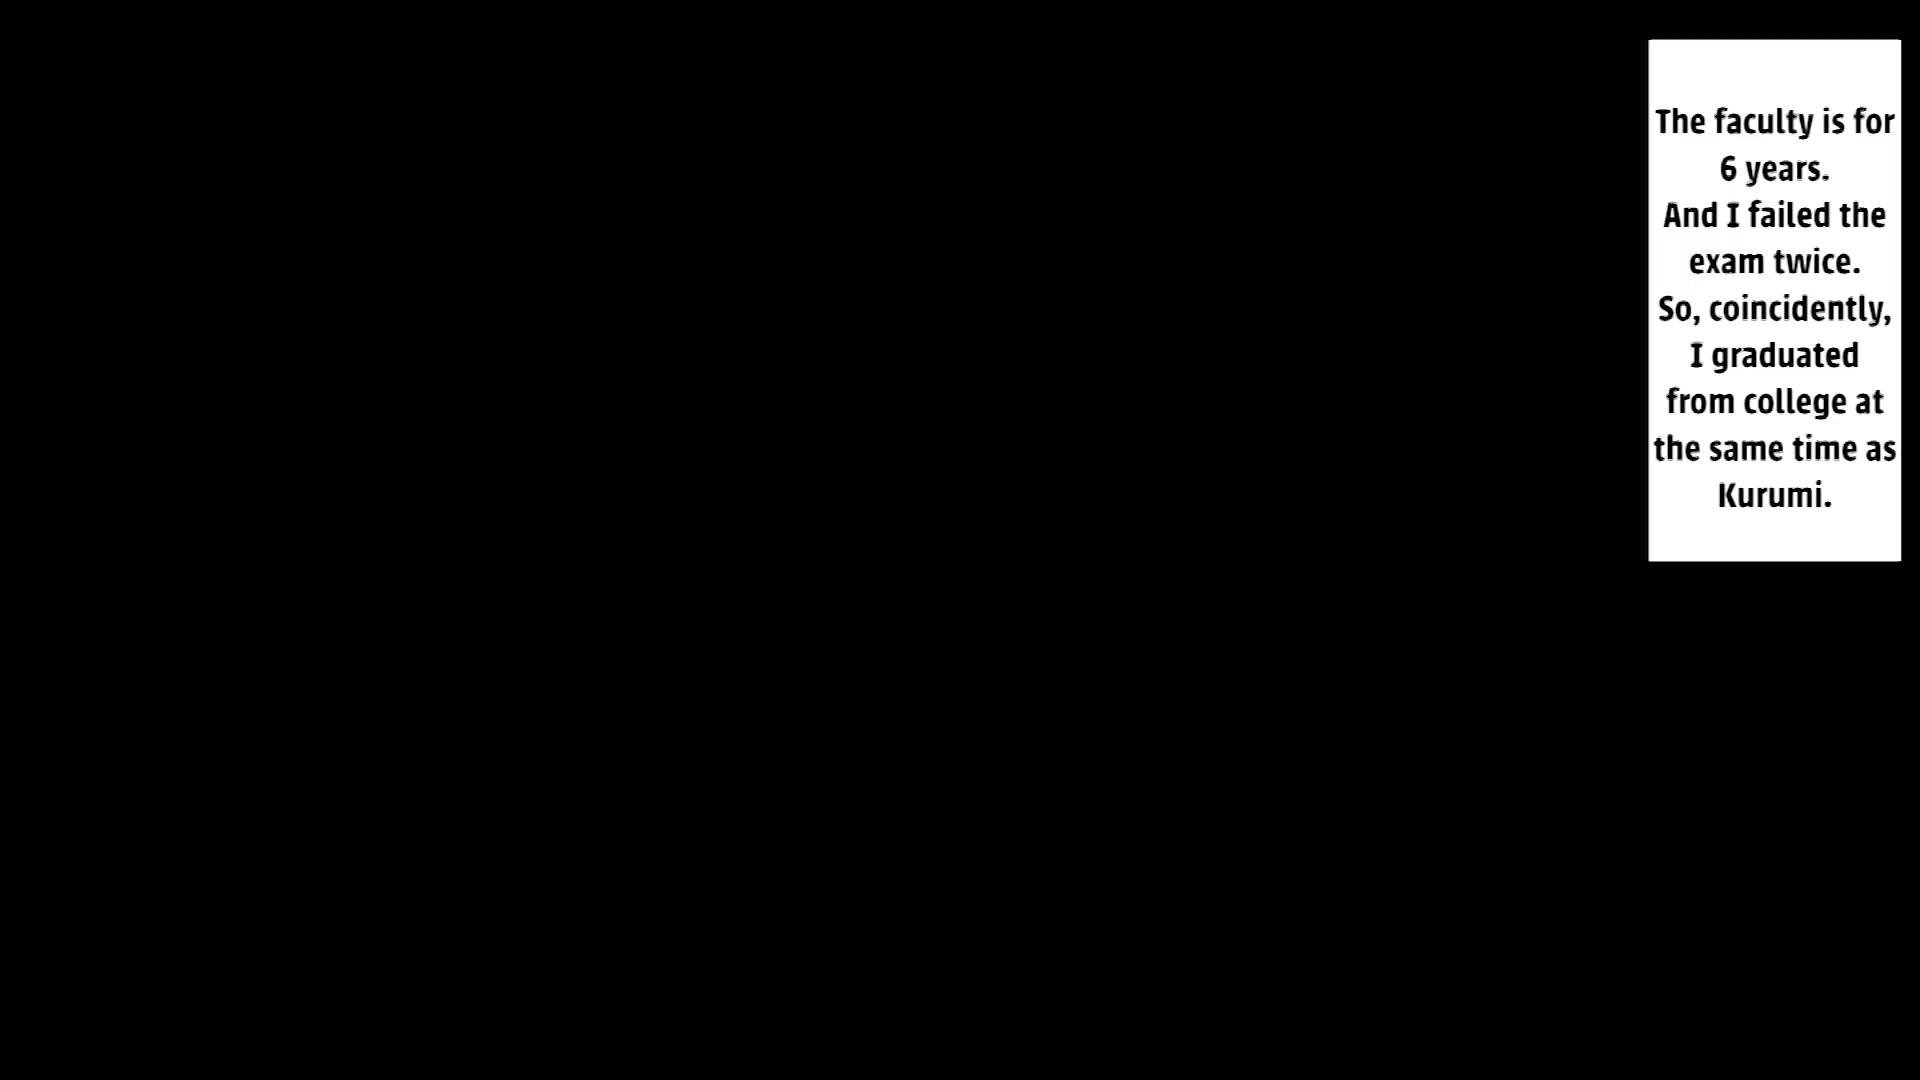 The faculty is for
6 years.
And I failed the
exam twice.
So, coincidently,
I graduated
from college at
the same time as
Kurumi.